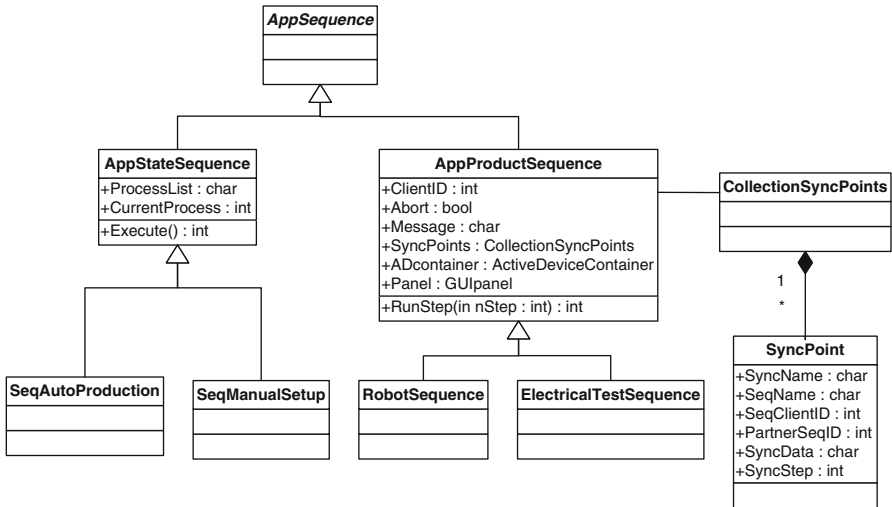 AppSequence
AppStateSequence
+ProcessList : char
+CurrentProcess : int
+Execute() : int
AppProductSequence
+ClientID : int
+Abort : bool
+Message : char
+SyncPoints : CollectionSyncPoints
+ADcontainer : ActiveDeviceContainer
+Panel : GUIpanel
+RunStep(in nStep : int) : int
CollectionSyncPoints
1
*
SyncPoint
+SyncName : char
+SeqName : char
+SeqClientID : int
+PartnerSeqID : int
+SyncData : char
+SyncStep : int
SeqAutoProduction
SeqManualSetup
RobotSequence
ElectricalTestSequence